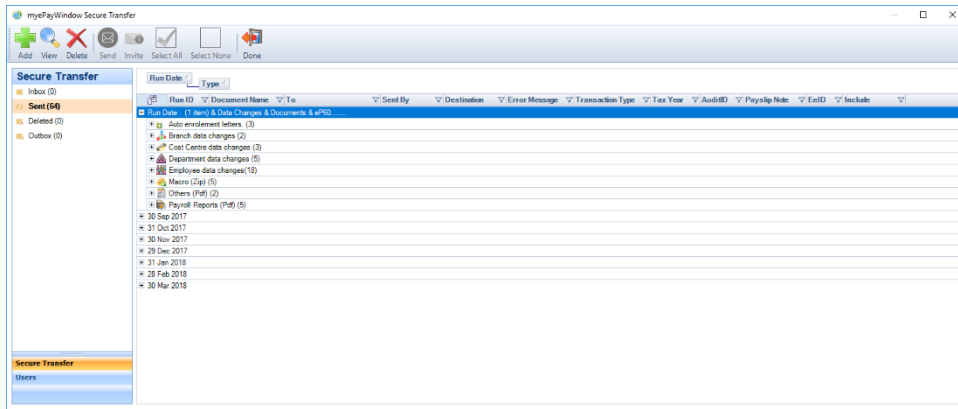 myePayWindow Secure Transfer
Add View Delete Send Invite Select All Select None Done
Secure Transfer
Inbox (0)
Sent (64)
Deleted (0)
Outbox (0)
Secure Transfer
Users
Run Date
Type
Run ID Document Name To Sent By Destination Error Message Transaction Type Tax Year AuditID Payslip Note EeID Include
Run Date : (1 item) & Data Changes & Documents & eP60.......
Auto enrolement letters. (3)
Branch data changes (2)
Cost Centre data changes (3)
Department data changes (5)
Employee data changes(18)
Macro (Zip) (5)
Others (Pdf) (2)
Payroll Reports (Pdf) (5)
30 Sep 2017
31 Oct 2017
30 Nov 2017
29 Dec 2017
31 Jan 2018
28 Feb 2018
30 Mar 2018